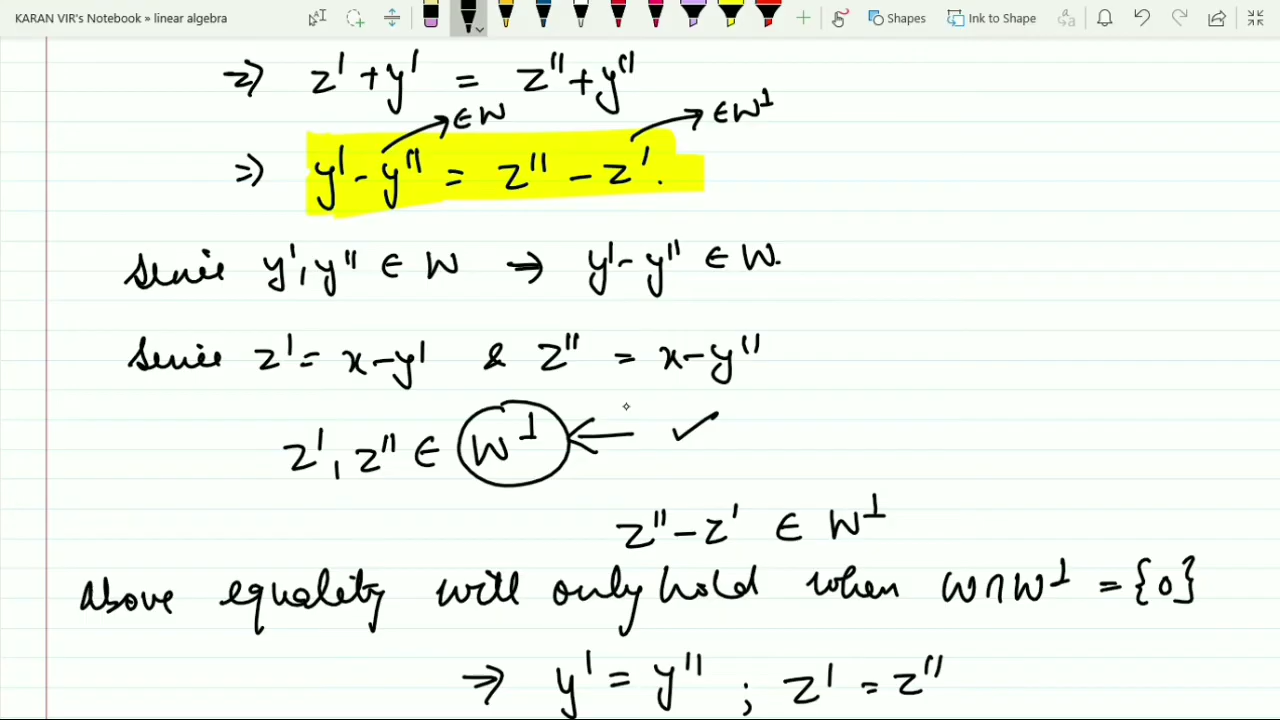 KARAN VIR's Notebook » linear algebra
Shapes
Ink to Shape
⇒ z' + y' = z'' + y''
∈ W
∈ W⊥
⇒ y' - y'' = z'' - z'.
Since y', y'' ∈ W → y' - y'' ∈ W.
Since z' = x - y' & z'' = x - y''
z', z'' ∈ W⊥ ← ✓
z'' - z' ∈ W⊥
Above equality will only hold when W∩W⊥ = {0}
⇒ y' = y'' ; z' = z''